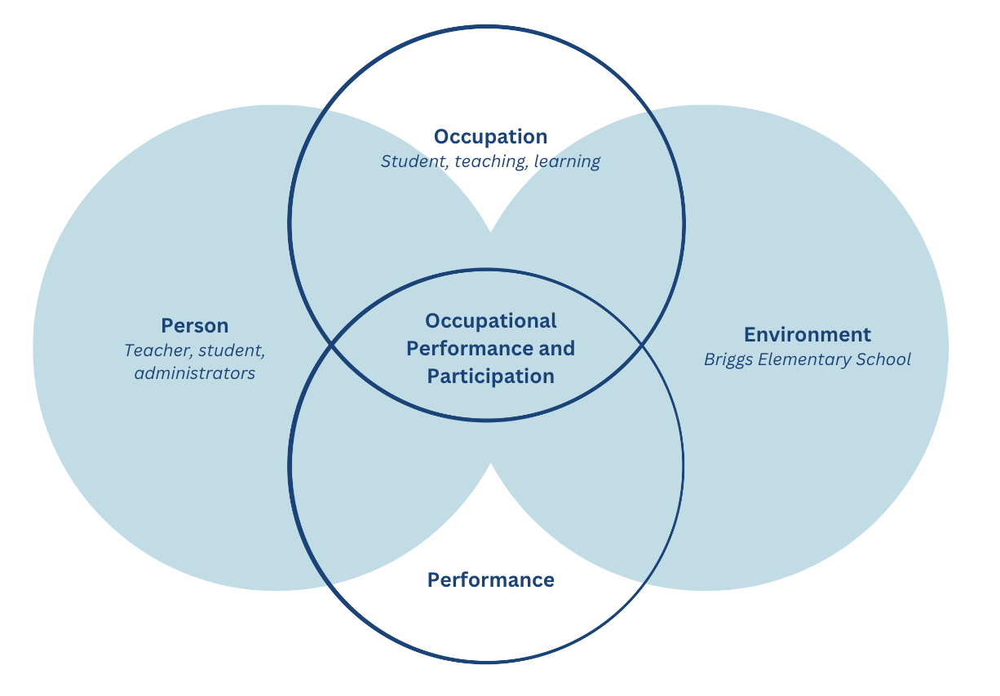 Occupation
Student, teaching, learning
Person
Teacher, student,
administrators
Occupational
Performance and
Participation
Environment
Briggs Elementary School
Performance